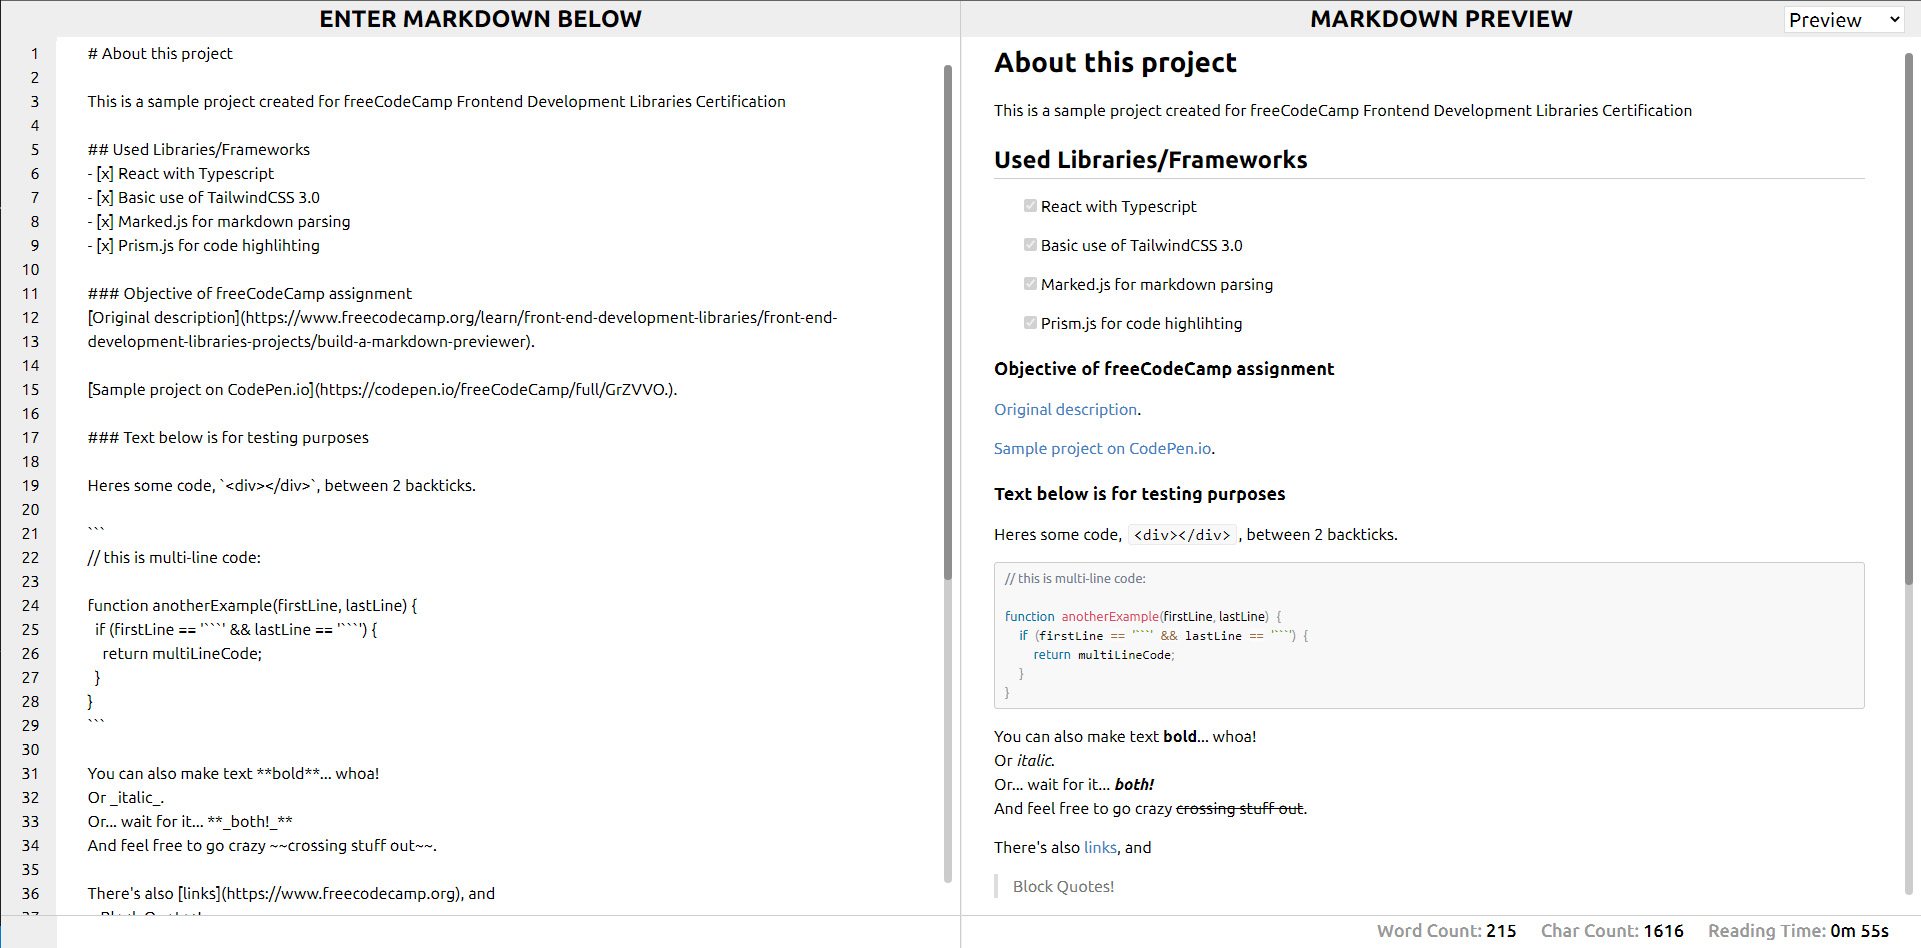 ENTER MARKDOWN BELOW
1 # About this project
2
3 This is a sample project created for freeCodeCamp Frontend Development Libraries Certification
4
5 ## Used Libraries/Frameworks
6 - [x] React with Typescript
7 - [x] Basic use of TailwindCSS 3.0
8 - [x] Marked.js for markdown parsing
9 - [x] Prism.js for code highlihting
10
11 ### Objective of freeCodeCamp assignment
12 [Original description](https://www.freecodecamp.org/learn/front-end-development-libraries/front-end-
13 development-libraries-projects/build-a-markdown-previewer).
14
15 [Sample project on CodePen.io](https://codepen.io/freeCodeCamp/full/GrZVVO.).
16
17 ### Text below is for testing purposes
18
19 Heres some code, `<div></div>`, between 2 backticks.
20
21 ```
22 // this is multi-line code:
23
24 function anotherExample(firstLine, lastLine) {
25   if (firstLine == '```' && lastLine == '```') {
26     return multiLineCode;
27   }
28 }
29 ```
30
31 You can also make text **bold**... whoa!
32 Or _italic_.
33 Or... wait for it... **_both!_**
34 And feel free to go crazy ~~crossing stuff out~~.
35
36 There's also [links](https://www.freecodecamp.org), and
MARKDOWN PREVIEW
Preview
About this project
This is a sample project created for freeCodeCamp Frontend Development Libraries Certification
Used Libraries/Frameworks
React with Typescript
Basic use of TailwindCSS 3.0
Marked.js for markdown parsing
Prism.js for code highlihting
Objective of freeCodeCamp assignment
Original description.
Sample project on CodePen.io.
Text below is for testing purposes
Heres some code, <div></div>, between 2 backticks.
// this is multi-line code:
function anotherExample(firstLine, lastLine) {
  if (firstLine == '```' && lastLine == '```') {
    return multiLineCode;
  }
}
You can also make text bold... whoa!
Or italic.
Or... wait for it... both!
And feel free to go crazy crossing stuff out.
There's also links, and
Block Quotes!
Word Count: 215 Char Count: 1616 Reading Time: 0m 55s